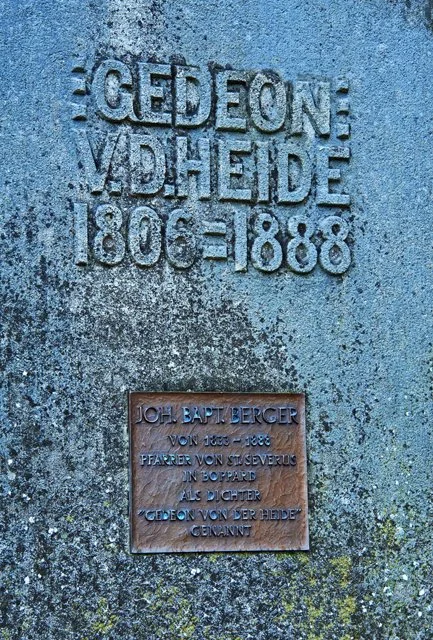 GEDEON
V.D.HEIDE
1806=1888
JOH. BAPT. BERGER
VON 1833 – 1888
PFARRER VON ST. SEVERUS
IN BOPPARD
ALS DICHTER
"GEDEON VON DER HEIDE"
GENANNT